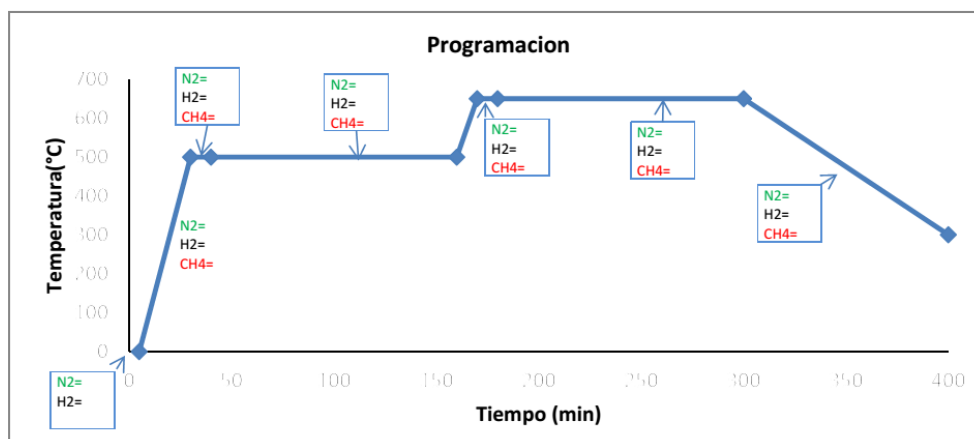 Programacion
Temperatura(°C)
700
600
500
400
300
200
100
0
N2=
H2=
CH4=
N2=
H2=
CH4=
N2=
H2=
CH4=
N2=
H2=
CH4=
N2=
H2=
CH4=
N2=
H2=
CH4=
N2=
H2=
0
50
100
150
200
250
300
350
400
Tiempo (min)